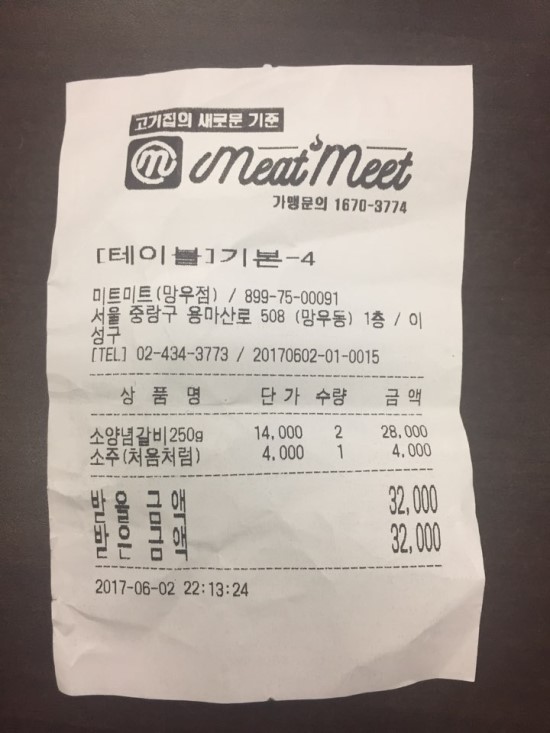 고기집의 새로운 기준
m Meat Meet
가맹문의 1670-3774
[테이블]기본-4
미트미트(망우점) / 899-75-00091
서울 중랑구 용마산로 508 (망우동) 1층 / 이
성구
[TEL] 02-434-3773 / 20170602-01-0015
상 품 명 단 가 수량 금 액
소양념갈비250g 14,000 2 28,000
소주(처음처럼) 4,000 1 4,000
받을 금액 32,000
받은 금액 32,000
2017-06-02 22:13:24